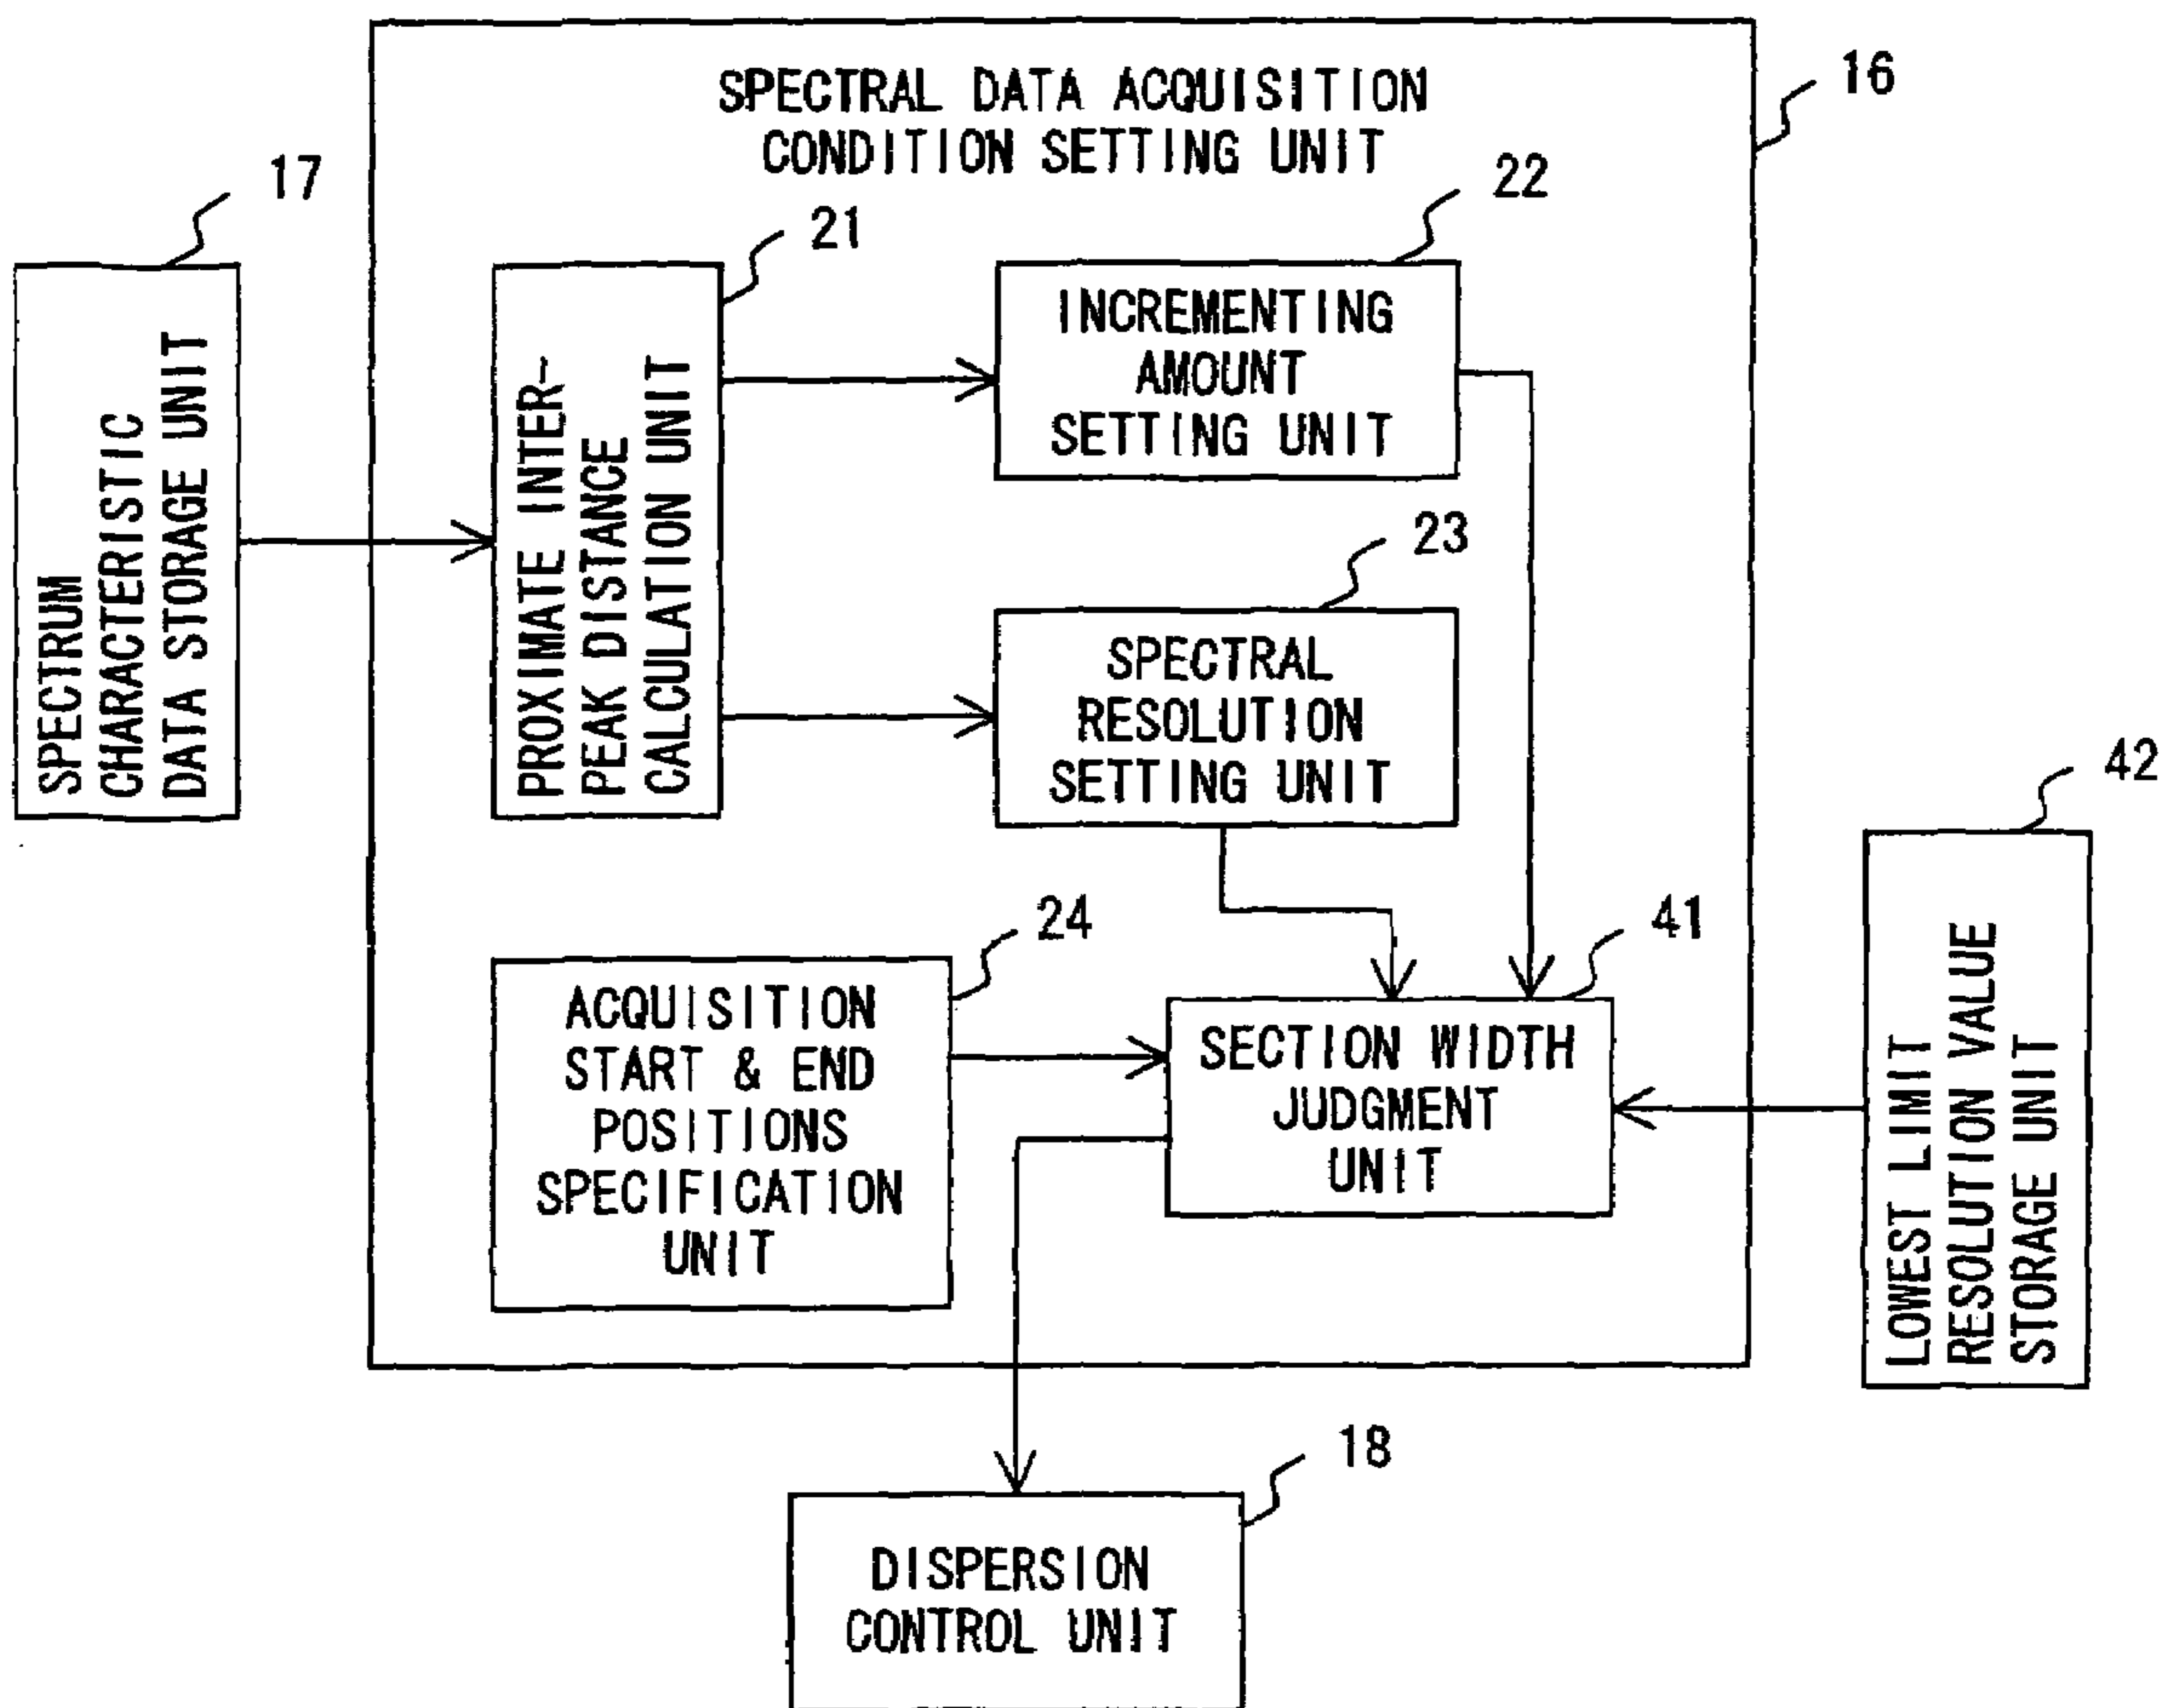 SPECTRAL DATA ACQUISITION
CONDITION SETTING UNIT
16
17
SPECTRUM
CHARACTERISTIC
DATA STORAGE UNIT
21
PROXIMATE INTER-
PEAK DISTANCE
CALCULATION UNIT
22
INCREMENTING
AMOUNT
SETTING UNIT
23
SPECTRAL
RESOLUTION
SETTING UNIT
24
ACQUISITION
START & END
POSITIONS
SPECIFICATION
UNIT
41
SECTION WIDTH
JUDGMENT
UNIT
42
LOWEST LIMIT
RESOLUTION VALUE
STORAGE UNIT
18
DISPERSION
CONTROL UNIT